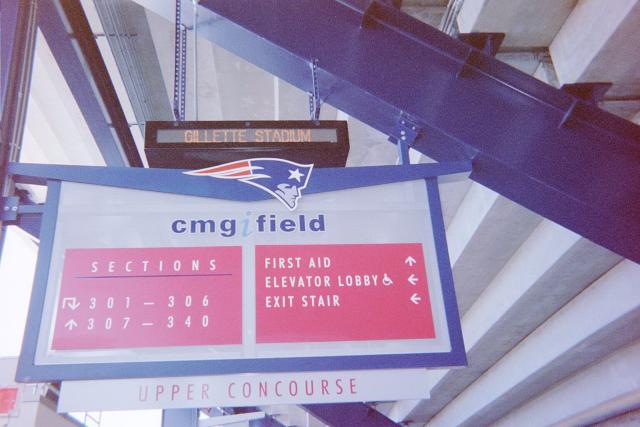 GILLETTE STADIUM
cmgifield
SECTIONS
301 — 306
307 — 340
FIRST AID
ELEVATOR LOBBY
EXIT STAIR
UPPER CONCOURSE